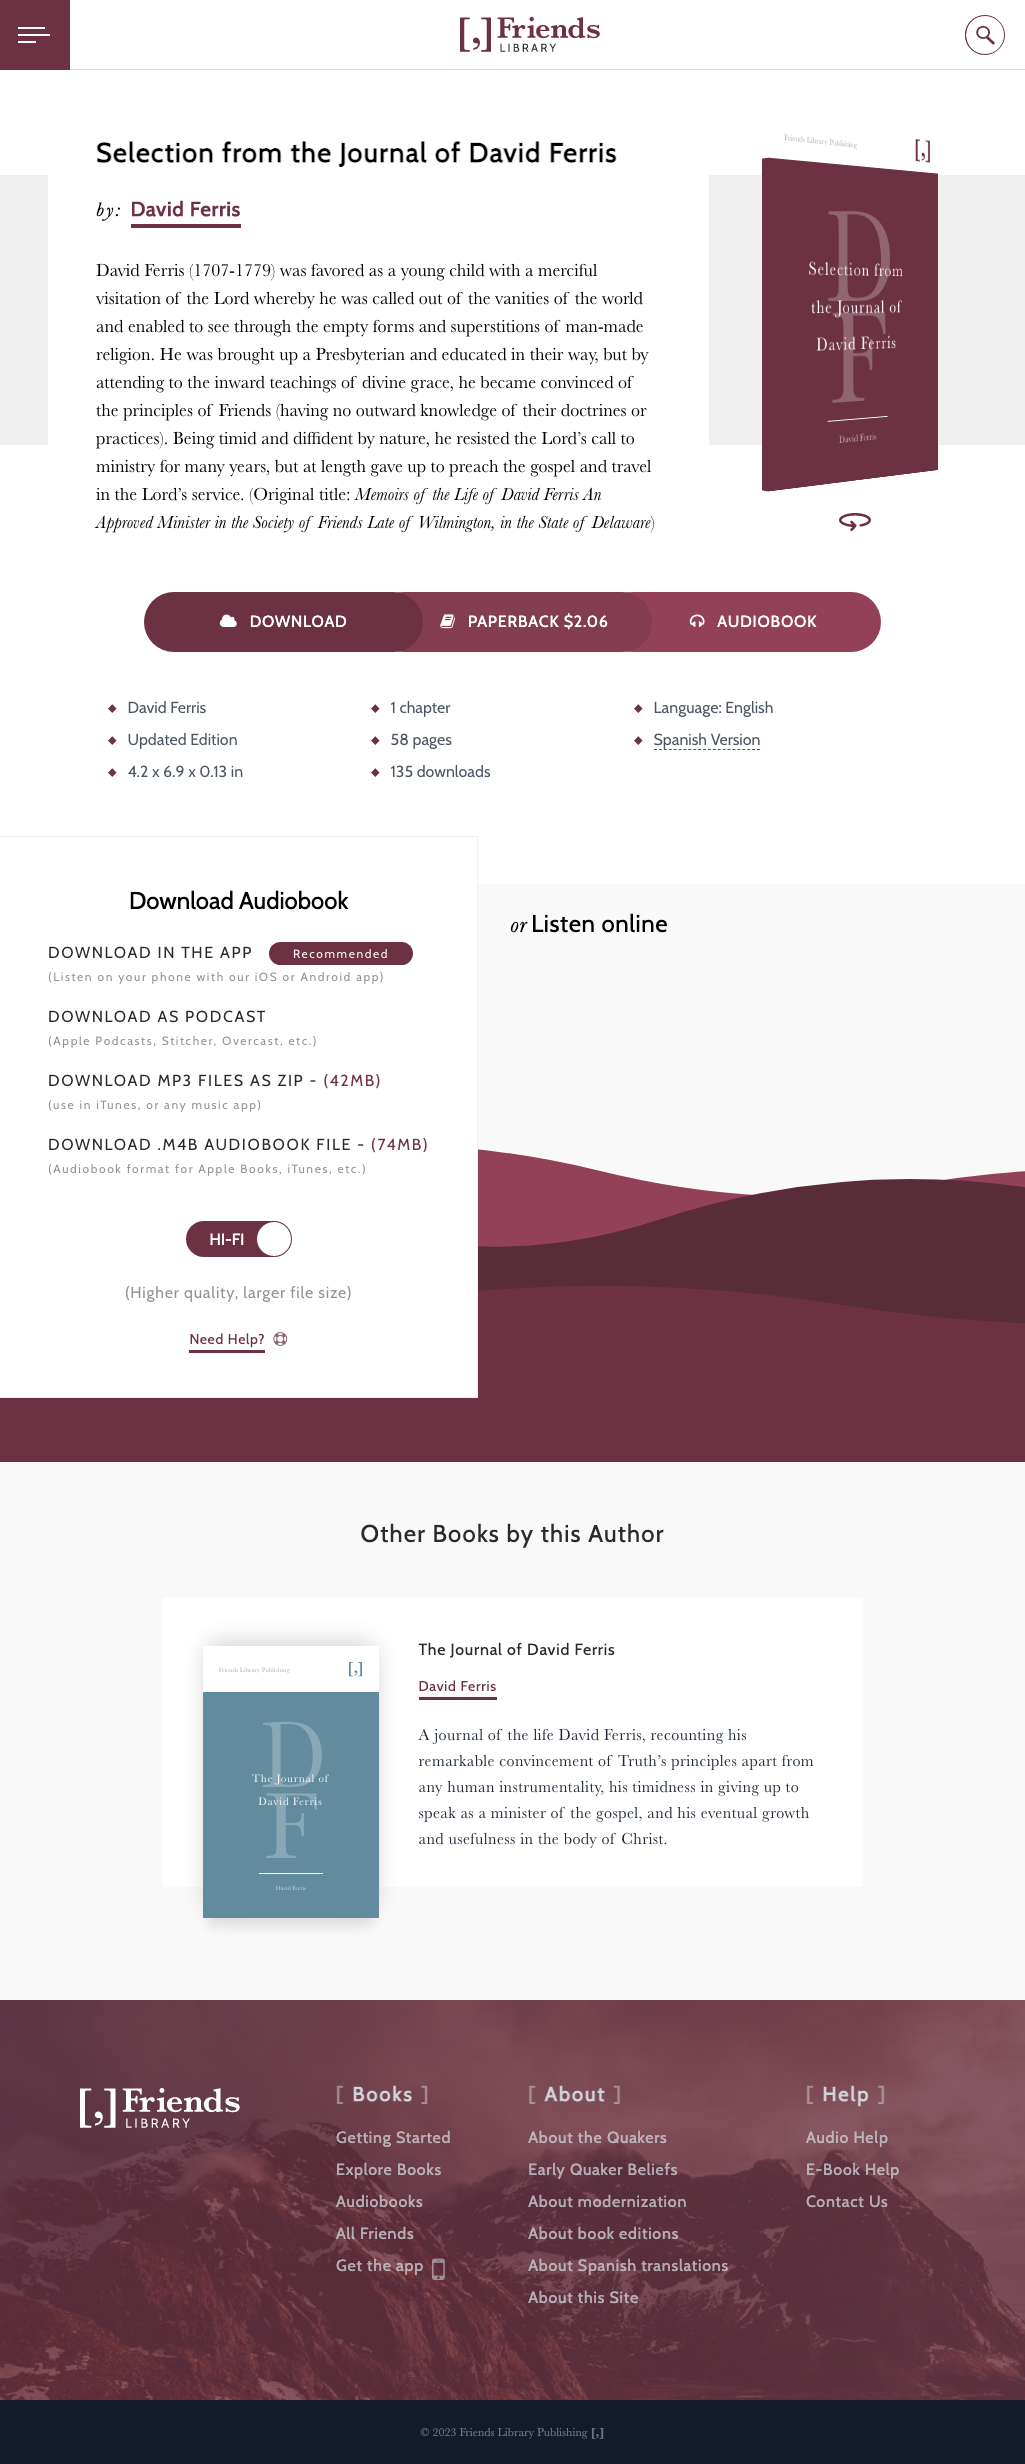 [,] Friends
LIBRARY
Selection from the Journal of David Ferris
by: David Ferris
David Ferris (1707-1779) was favored as a young child with a merciful
visitation of the Lord whereby he was called out of the vanities of the world
and enabled to see through the empty forms and superstitions of man-made
religion. He was brought up a Presbyterian and educated in their way, but by
attending to the inward teachings of divine grace, he became convinced of
the principles of Friends (having no outward knowledge of their doctrines or
practices). Being timid and diffident by nature, he resisted the Lord’s call to
ministry for many years, but at length gave up to preach the gospel and travel
in the Lord’s service. (Original title: Memoirs of the Life of David Ferris An
Approved Minister in the Society of Friends Late of Wilmington, in the State of Delaware)
Friends Library Publishing [,]
D
F
Selection from
the Journal of
David Ferris
David Ferris
DOWNLOAD
PAPERBACK $2.06
AUDIOBOOK
David Ferris
Updated Edition
4.2 x 6.9 x 0.13 in
1 chapter
58 pages
135 downloads
Language: English
Spanish Version
Download Audiobook
DOWNLOAD IN THE APP Recommended
(Listen on your phone with our iOS or Android app)
DOWNLOAD AS PODCAST
(Apple Podcasts, Stitcher, Overcast, etc.)
DOWNLOAD MP3 FILES AS ZIP - (42MB)
(use in iTunes, or any music app)
DOWNLOAD .M4B AUDIOBOOK FILE - (74MB)
(Audiobook format for Apple Books, iTunes, etc.)
HI-FI
(Higher quality, larger file size)
Need Help?
or Listen online
Other Books by this Author
Friends Library Publishing [,]
D
F
The Journal of
David Ferris
David Ferris
The Journal of David Ferris
David Ferris
A journal of the life David Ferris, recounting his
remarkable convincement of Truth’s principles apart from
any human instrumentality, his timidness in giving up to
speak as a minister of the gospel, and his eventual growth
and usefulness in the body of Christ.
[,] Friends
LIBRARY
[ Books ]
Getting Started
Explore Books
Audiobooks
All Friends
Get the app
[ About ]
About the Quakers
Early Quaker Beliefs
About modernization
About book editions
About Spanish translations
About this Site
[ Help ]
Audio Help
E-Book Help
Contact Us
© 2023 Friends Library Publishing [,]